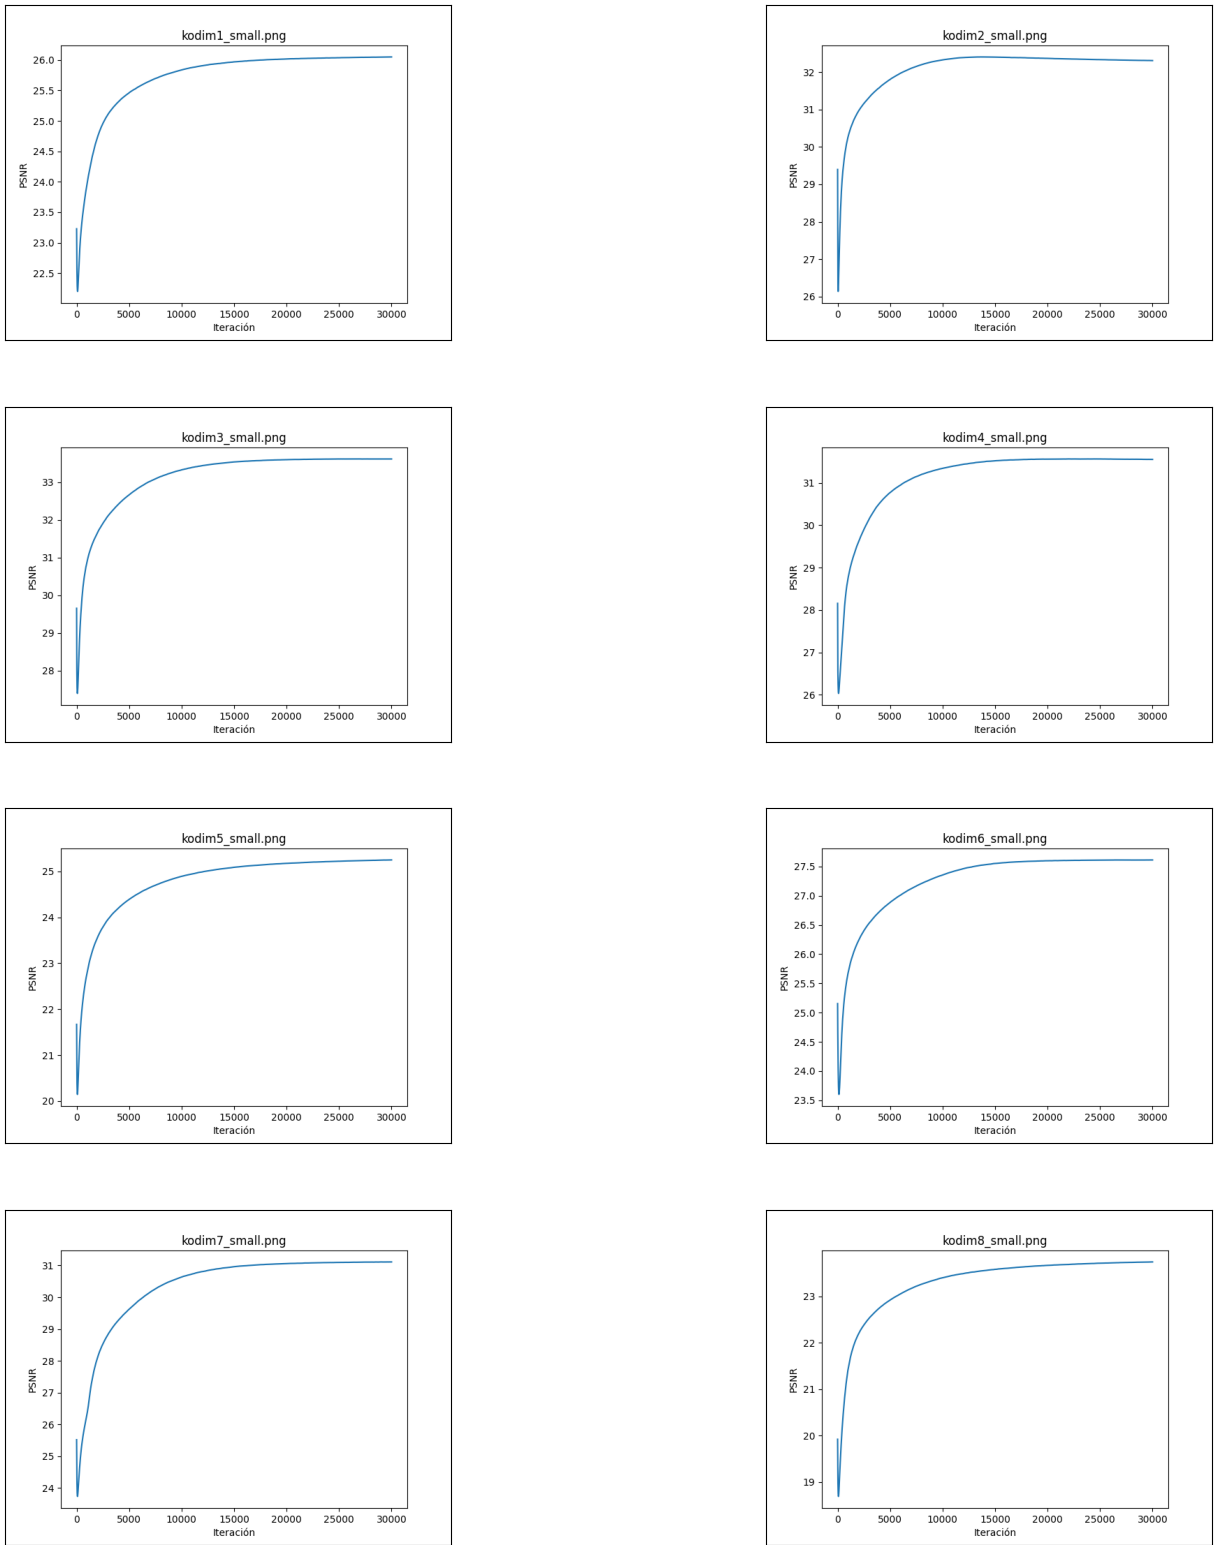 kodim1_small.png
26.0
25.5
25.0
24.5
24.0
23.5
23.0
22.5
PSNR
0 5000 10000 15000 20000 25000 30000
Iteración
kodim2_small.png
32
31
30
29
28
27
26
PSNR
0 5000 10000 15000 20000 25000 30000
Iteración
kodim3_small.png
33
32
31
30
29
28
PSNR
0 5000 10000 15000 20000 25000 30000
Iteración
kodim4_small.png
31
30
29
28
27
26
PSNR
0 5000 10000 15000 20000 25000 30000
Iteración
kodim5_small.png
25
24
23
22
21
20
PSNR
0 5000 10000 15000 20000 25000 30000
Iteración
kodim6_small.png
27.5
27.0
26.5
26.0
25.5
25.0
24.5
24.0
23.5
PSNR
0 5000 10000 15000 20000 25000 30000
Iteración
kodim7_small.png
31
30
29
28
27
26
25
24
PSNR
0 5000 10000 15000 20000 25000 30000
Iteración
kodim8_small.png
23
22
21
20
19
PSNR
0 5000 10000 15000 20000 25000 30000
Iteración